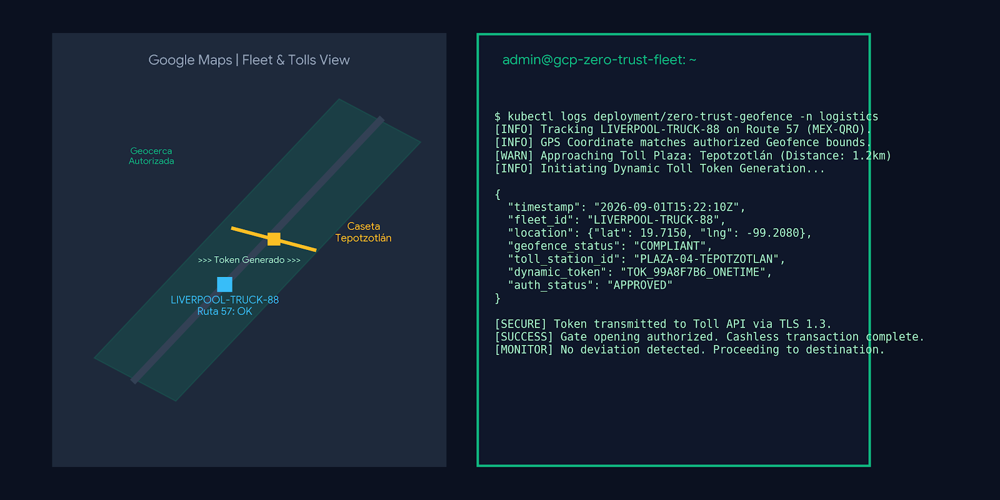 Google Maps | Fleet & Tolls View
Geocerca
Autorizada
Caseta
Tepotzotlán
>>> Token Generado >>>
LIVERPOOL-TRUCK-88
Ruta 57: OK
admin@gcp-zero-trust-fleet: ~
$ kubectl logs deployment/zero-trust-geofence -n logistics
[INFO] Tracking LIVERPOOL-TRUCK-88 on Route 57 (MEX-QRO).
[INFO] GPS Coordinate matches authorized Geofence bounds.
[WARN] Approaching Toll Plaza: Tepotzotlán (Distance: 1.2km)
[INFO] Initiating Dynamic Toll Token Generation...
{
  "timestamp": "2026-09-01T15:22:10Z",
  "fleet_id": "LIVERPOOL-TRUCK-88",
  "location": {"lat": 19.7150, "lng": -99.2080},
  "geofence_status": "COMPLIANT",
  "toll_station_id": "PLAZA-04-TEPOTZOTLAN",
  "dynamic_token": "TOK_99A8F7B6_ONETIME",
  "auth_status": "APPROVED"
}
[SECURE] Token transmitted to Toll API via TLS 1.3.
[SUCCESS] Gate opening authorized. Cashless transaction complete.
[MONITOR] No deviation detected. Proceeding to destination.